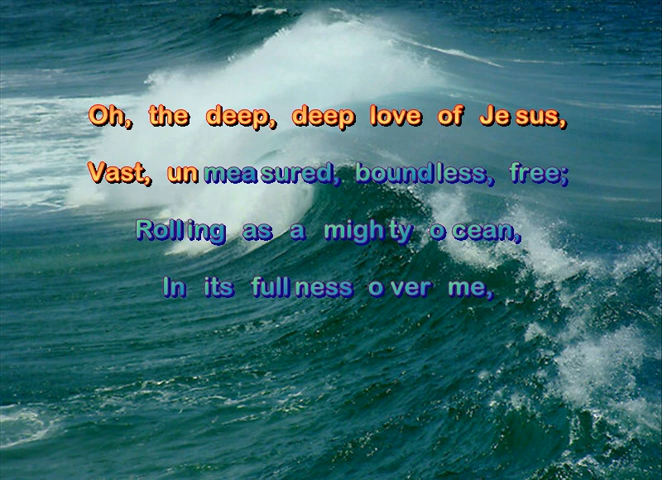 Oh, the deep, deep love of Je sus,
Vast, un mea sured, bound less, free;
Roll ing as a migh ty o cean,
In its full ness o ver me,